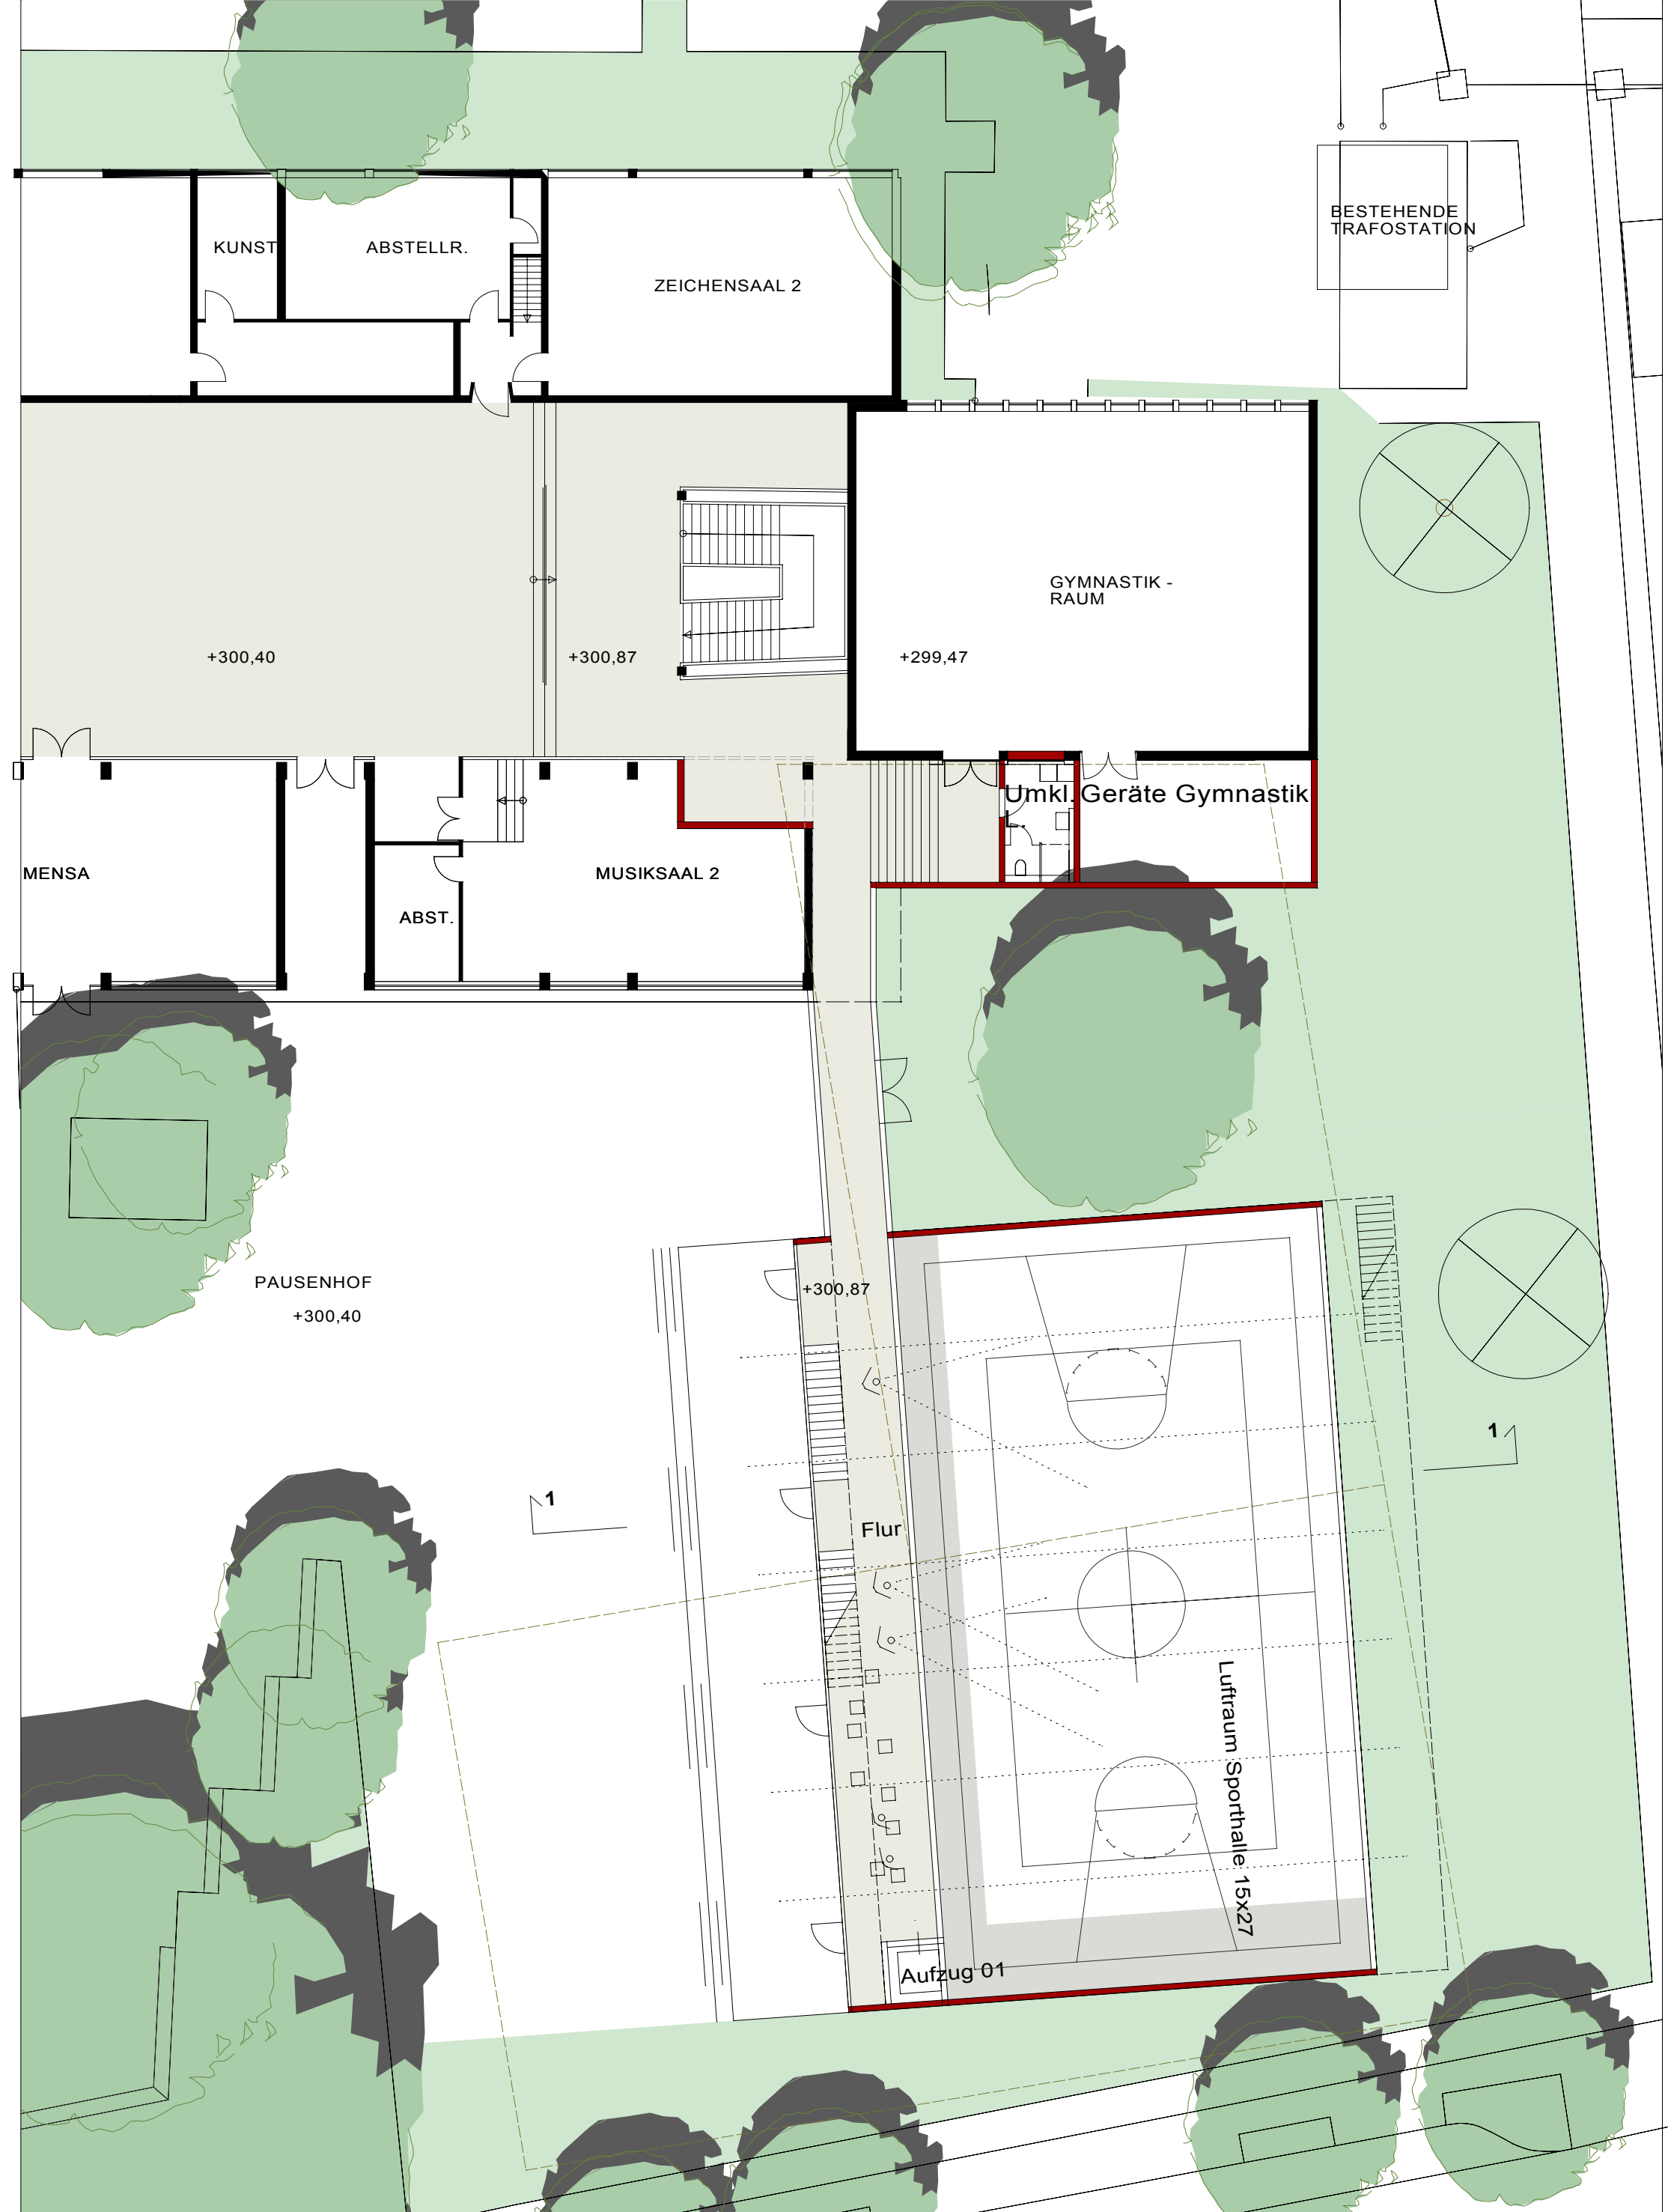 BESTEHENDE
TRAFOSTATION
KUNST
ABSTELLR.
ZEICHENSAAL 2
GYMNASTIK -
RAUM
+300,40
+300,87
+299,47
Umkl.
L.
Geräte Gymnastik
MENSA
MUSIKSAAL 2
ABST.
PAUSENHOF
+300,40
+300,87
1
1
Flur
Luftraum Sporthalle 15x27
Aufzug 01